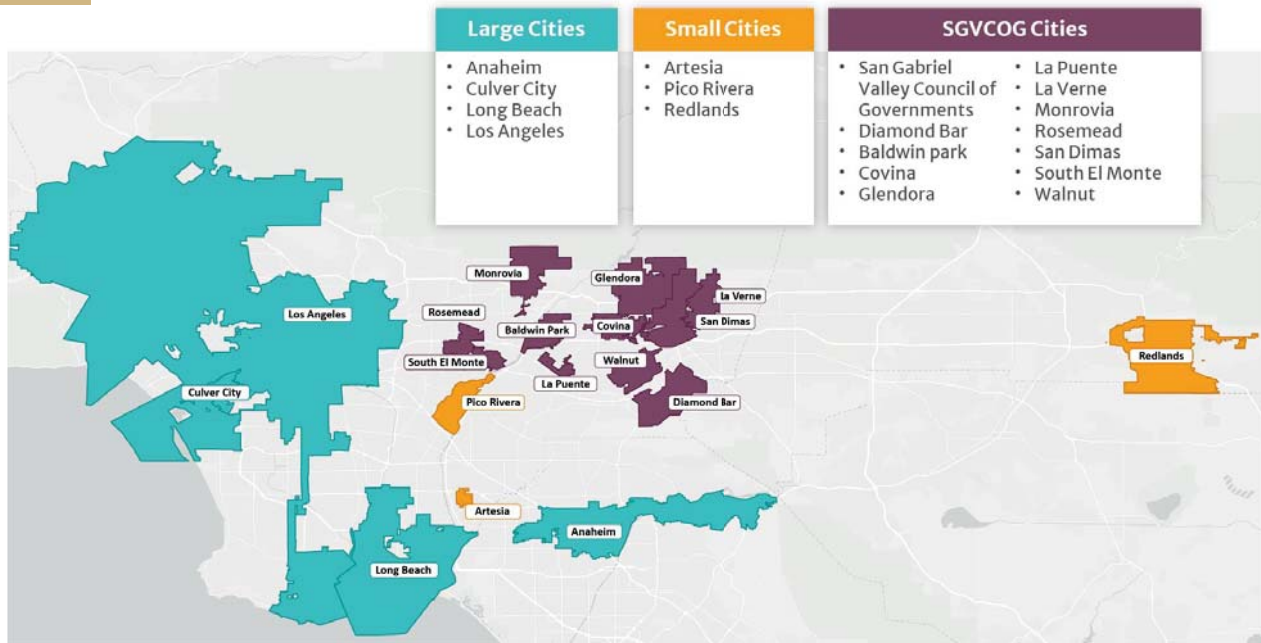 Large Cities
• Anaheim
• Culver City
• Long Beach
• Los Angeles
Small Cities
• Artesia
• Pico Rivera
• Redlands
SGVCOG Cities
• San Gabriel
Valley Council of
Governments
• Diamond Bar
• Baldwin park
• Covina
• Glendora
• La Puente
• La Verne
• Monrovia
• Rosemead
• San Dimas
• South El Monte
• Walnut
Monrovia
Glendora
La Verne
Rosemead
Los Angeles
Baldwin Park
Covina
San Dimas
South El Monte
Walnut
Redlands
La Puente
Culver City
Pico Rivera
Diamond Bar
Artesia
Anaheim
Long Beach